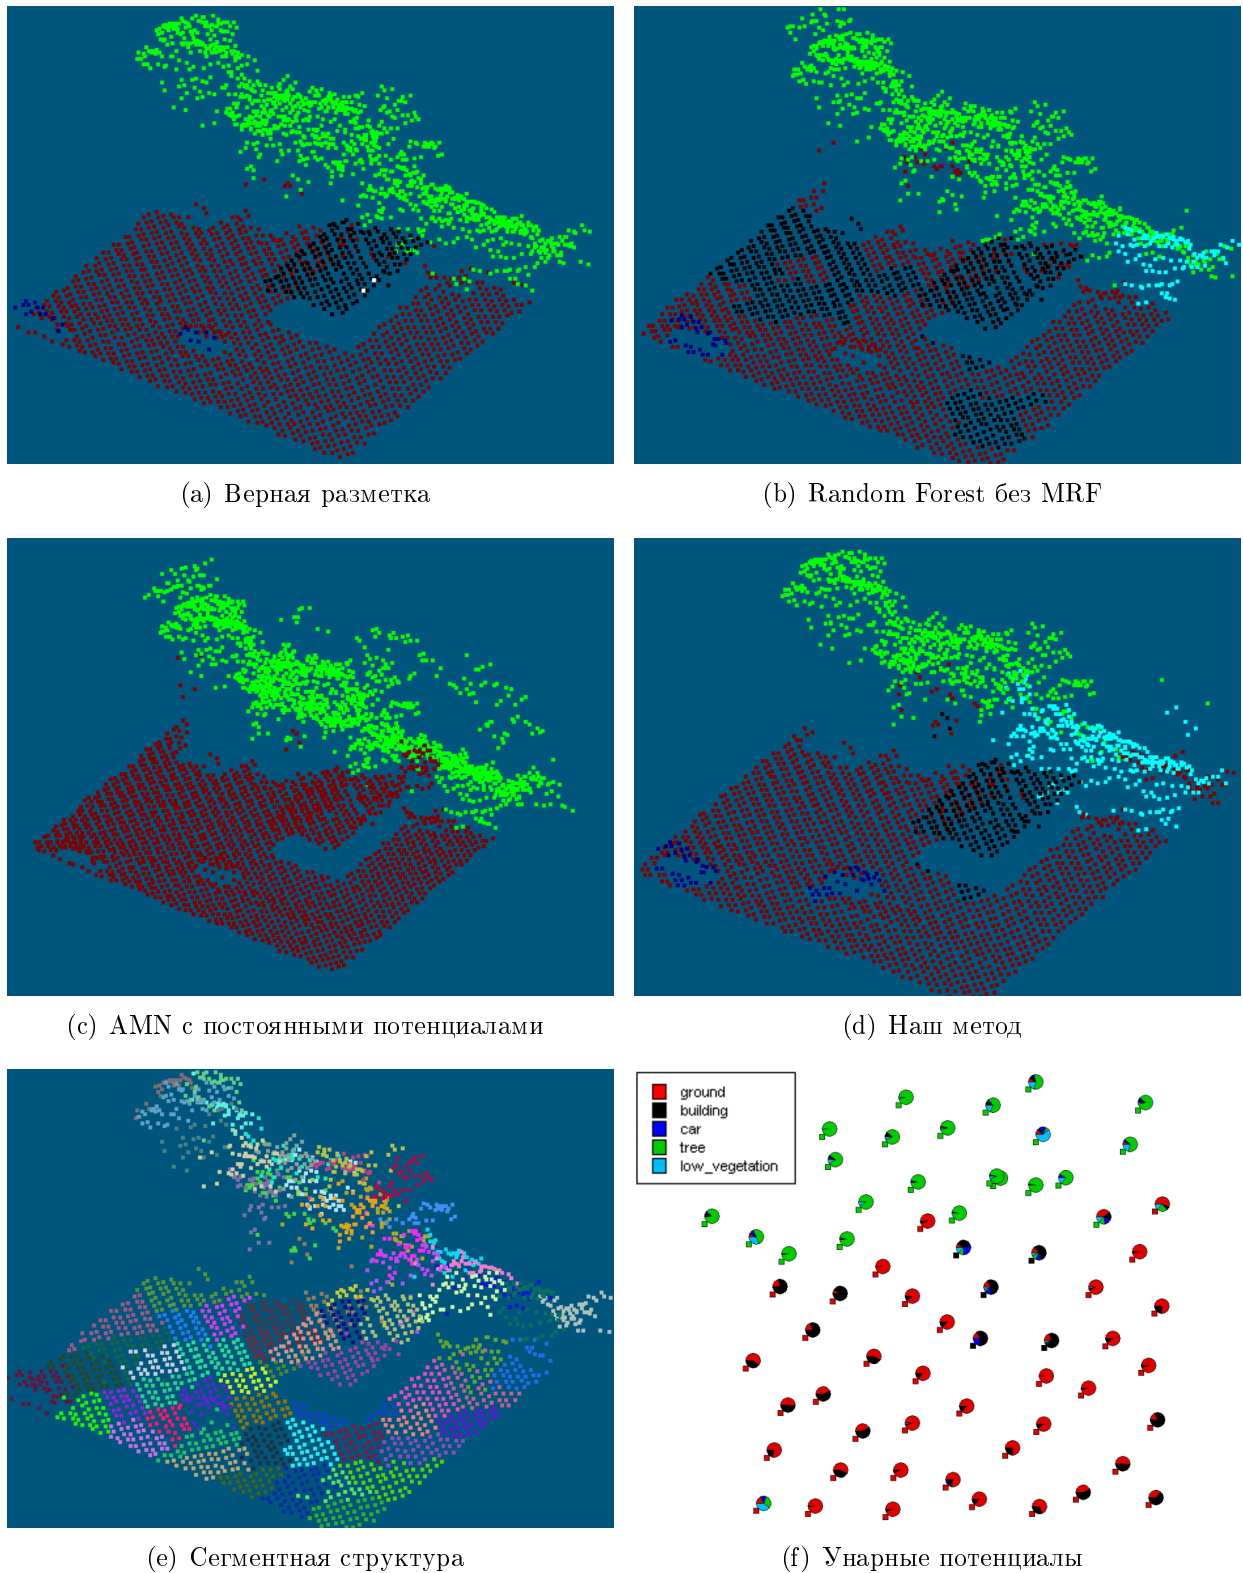 (a) Верная разметка
(b) Random Forest без MRF
(c) AMN с постоянными потенциалами
(d) Наш метод
ground
building
car
tree
low_vegetation
(e) Сегментная структура
(f) Унарные потенциалы